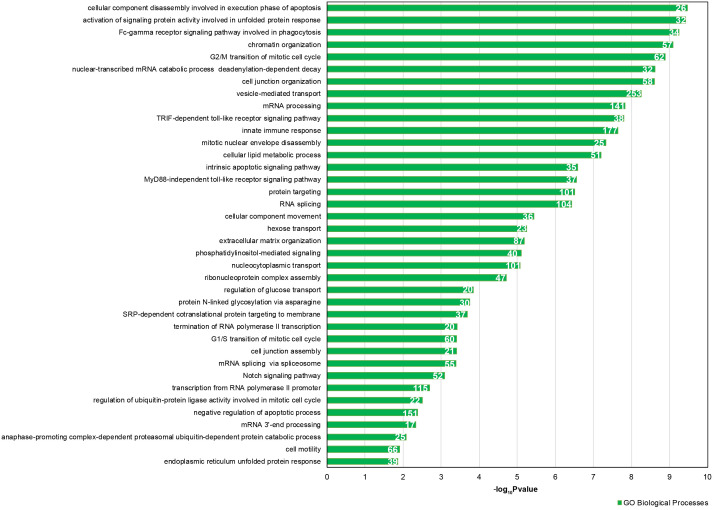 cellular component disassembly involved in execution phase of apoptosis 26
activation of signaling protein activity involved in unfolded protein response 32
Fc-gamma receptor signaling pathway involved in phagocytosis 34
chromatin organization 57
G2/M transition of mitotic cell cycle 62
nuclear-transcribed mRNA catabolic process deadenylation-dependent decay 32
cell junction organization 58
vesicle-mediated transport 253
mRNA processing 141
TRIF-dependent toll-like receptor signaling pathway 38
innate immune response 177
mitotic nuclear envelope disassembly 25
cellular lipid metabolic process 51
intrinsic apoptotic signaling pathway 35
MyD88-independent toll-like receptor signaling pathway 37
protein targeting 101
RNA splicing 104
cellular component movement 36
hexose transport 23
extracellular matrix organization 87
phosphatidylinositol-mediated signaling 40
nucleocytoplasmic transport 101
ribonucleoprotein complex assembly 47
regulation of glucose transport 20
protein N-linked glycosylation via asparagine 30
SRP-dependent cotranslational protein targeting to membrane 37
termination of RNA polymerase II transcription 20
G1/S transition of mitotic cell cycle 60
cell junction assembly 21
mRNA splicing via spliceosome 55
Notch signaling pathway 52
transcription from RNA polymerase II promoter 115
regulation of ubiquitin-protein ligase activity involved in mitotic cell cycle 22
negative regulation of apoptotic process 151
mRNA 3'-end processing 17
anaphase-promoting complex-dependent proteasomal ubiquitin-dependent protein catabolic process 25
cell motility 66
endoplasmic reticulum unfolded protein response 39
0 1 2 3 4 5 6 7 8 9 10
-log₁₀Pvalue
GO Biological Processes